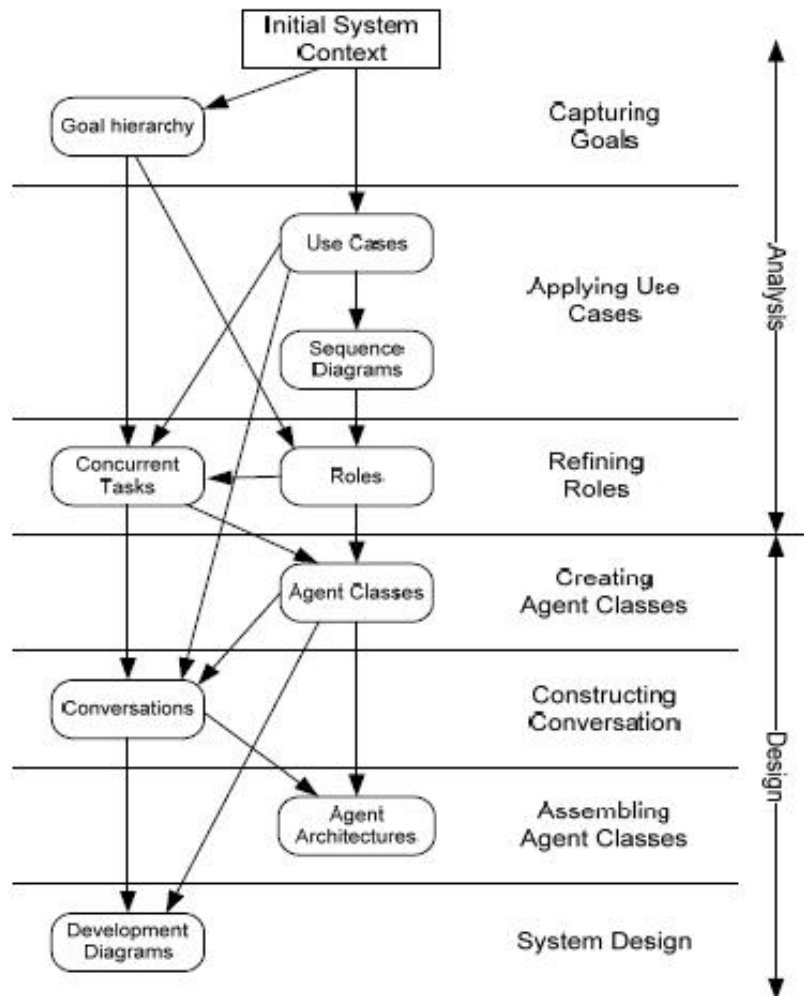 Initial System
Context
Goal hierarchy
Capturing
Goals
Use Cases
Applying Use
Cases
Sequence
Diagrams
Analysis
Concurrent
Tasks
Roles
Refining
Roles
Agent Classes
Creating
Agent Classes
Conversations
Constructing
Conversation
Design
Agent
Architectures
Assembling
Agent Classes
Development
Diagrams
System Design